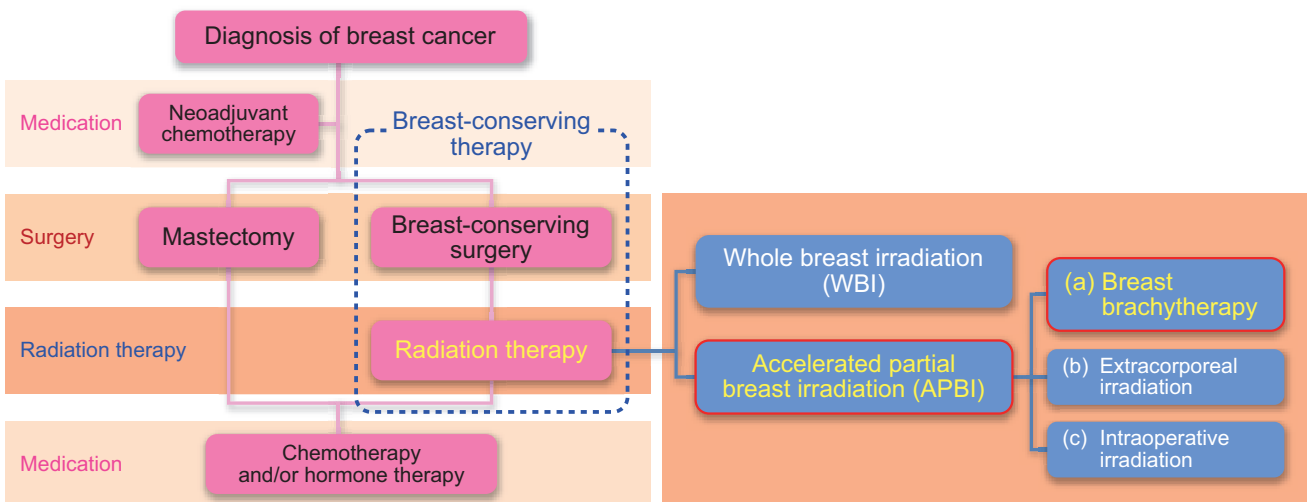 Diagnosis of breast cancer
Medication
Neoadjuvant
chemotherapy
Breast-conserving
therapy
Surgery
Mastectomy
Breast-conserving
surgery
Radiation therapy
Radiation therapy
Medication
Chemotherapy
and/or hormone therapy
Whole breast irradiation
(WBI)
Accelerated partial
breast irradiation (APBI)
(a) Breast
brachytherapy
(b) Extracorporeal
irradiation
(c) Intraoperative
irradiation